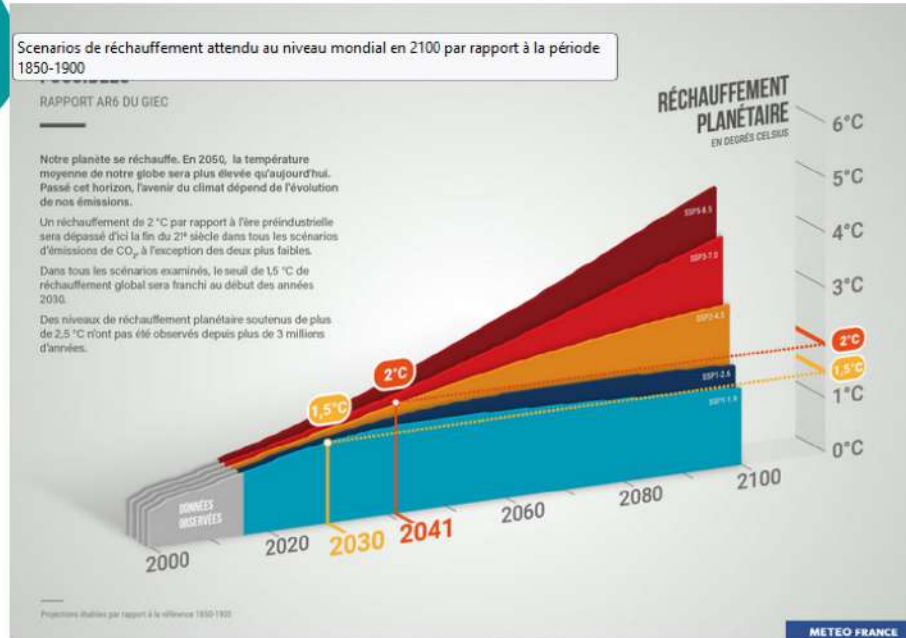 Scenarios de réchauffement attendu au niveau mondial en 2100 par rapport à la période
1850-1900
RAPPORT AR6 DU GIEC
Notre planète se réchauffe. En 2050, la température
moyenne de notre globe sera plus élevée qu'aujourd'hui.
Passé cet horizon, l'avenir du climat dépend de l'évolution
de nos émissions.
Un réchauffement de 2 °C par rapport à l'ère préindustrielle
sera dépassé d'ici la fin du 21e siècle dans tous les scénarios
d'émissions de CO₂, à l'exception des deux plus faibles.
Dans tous les scénarios examinés, le seuil de 1,5 °C de
réchauffement global sera franchi au début des années
2030.
Des niveaux de réchauffement planétaire soutenus de plus
de 2,5 °C n'ont pas été observés depuis plus de 3 millions
d'années.
RÉCHAUFFEMENT
PLANÉTAIRE
EN DEGRÉS CELSIUS
6°C
5°C
4°C
3°C
2°C
1,5°C
1°C
0°C
SSP5-8.5
SSP3-7.0
SSP2-4.5
SSP1-2.6
SSP1-1.9
2°C
1,5°C
DONNÉES
OBSERVÉES
2000
2020
2030
2041
2060
2080
2100
Projections établies par rapport à la référence 1850-1900
METEO FRANCE